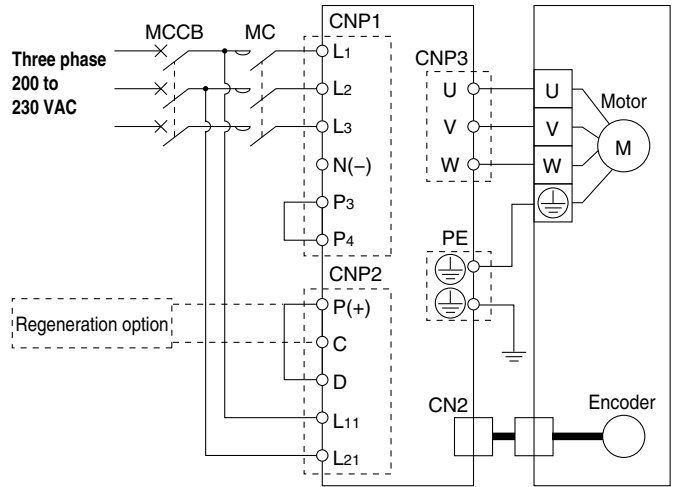 MCCB
MC
CNP1
Three phase
200 to
230 VAC
L1
L2
L3
N(−)
P3
P4
CNP2
P(+)
C
D
L11
L21
Regeneration option
CNP3
U
V
W
PE
CN2
U
V
W
Motor
M
Encoder